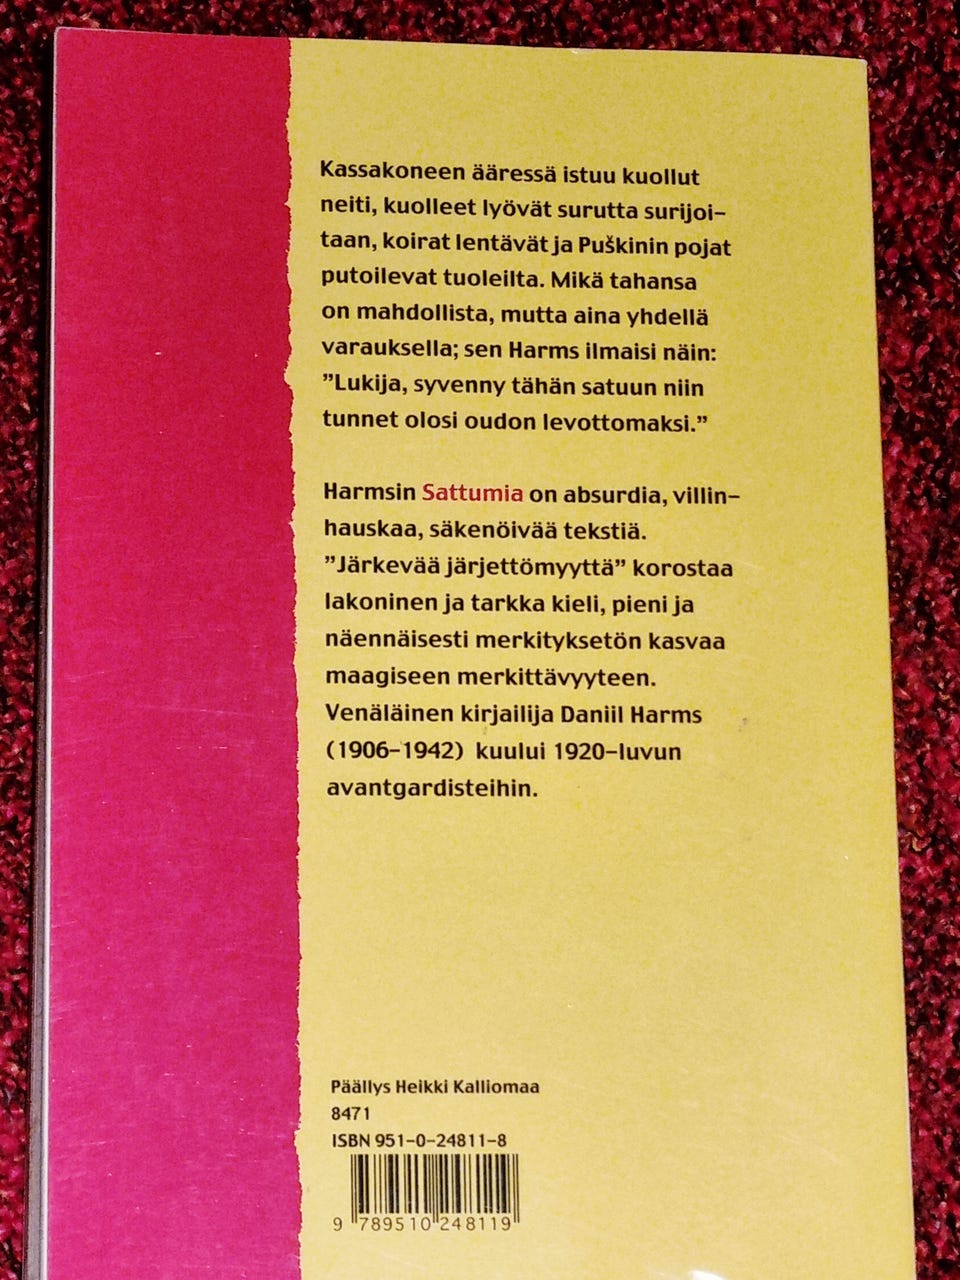 Kassakoneen ääressä istuu kuollut
neiti, kuolleet lyövät surutta surijoi-
taan, koirat lentävät ja Puškinin pojat
putoilevat tuoleilta. Mikä tahansa
on mahdollista, mutta aina yhdellä
varauksella; sen Harms ilmaisi näin:
”Lukija, syvenny tähän satuun niin
tunnet olosi oudon levottomaksi.”
Harmsin Sattumia on absurdia, villin-
hauskaa, säkenöivää tekstiä.
”Järkevää järjettömyyttä” korostaa
lakoninen ja tarkka kieli, pieni ja
näennäisesti merkityksetön kasvaa
maagiseen merkittävyyteen.
Venäläinen kirjailija Daniil Harms
(1906-1942) kuului 1920-luvun
avantgardisteihin.
Päällys Heikki Kalliomaa
8471
ISBN 951-0-24811-8
9 789510 248119